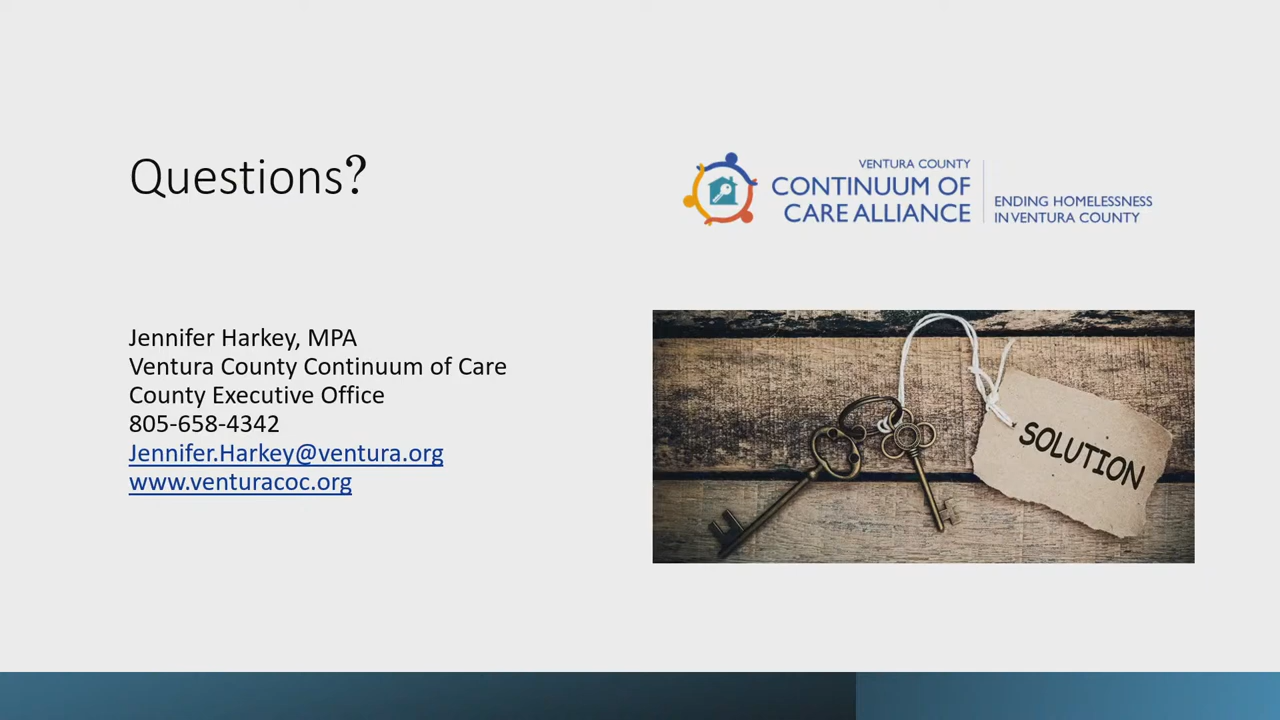 Questions?
VENTURA COUNTY
CONTINUUM OF
CARE ALLIANCE
ENDING HOMELESSNESS
IN VENTURA COUNTY
Jennifer Harkey, MPA
Ventura County Continuum of Care
County Executive Office
805-658-4342
Jennifer.Harkey@ventura.org
www.venturacoc.org
SOLUTION